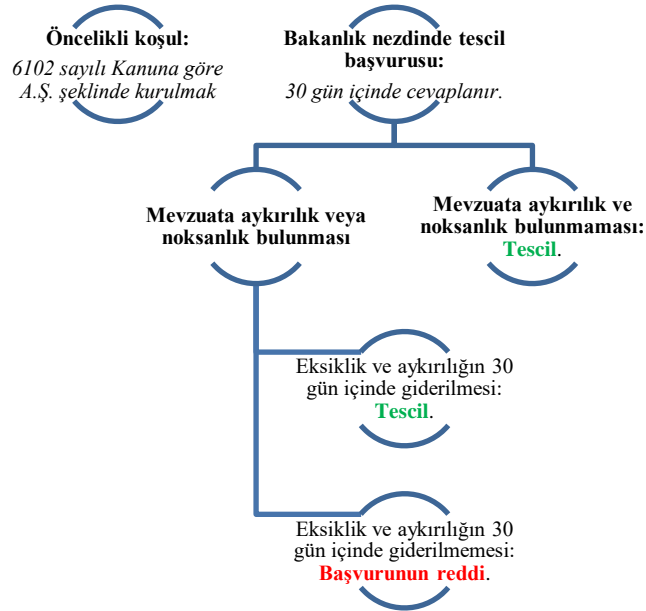 Öncelikli koşul:
6102 sayılı Kanuna göre
A.Ş. şeklinde kurulmak
Bakanlık nezdinde tescil
başvurusu:
30 gün içinde cevaplanır.
Mevzuata aykırılık veya
noksanlık bulunması
Mevzuata aykırılık ve
noksanlık bulunmaması:
Tescil.
Eksiklik ve aykırılığın 30
gün içinde giderilmesi:
Tescil.
Eksiklik ve aykırılığın 30
gün içinde giderilmemesi:
Başvurunun reddi.